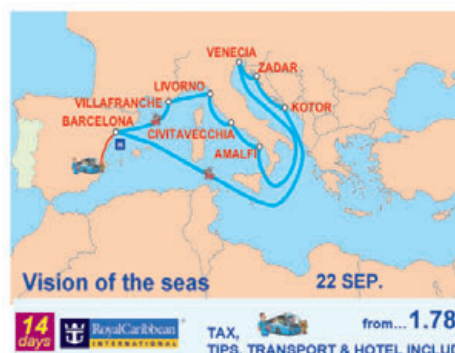 VENECIA
ZADAR
LIVORNO
VILLAFRANCHE
KOTOR
BARCELONA
CIVITAVECCHIA
H
AMALFI
Vision of the seas 22 SEP.
14 days RoyalCaribbean INTERNATIONAL
TAX, from... 1.78
TIPS, TRANSPORT & HOTEL INCLUD